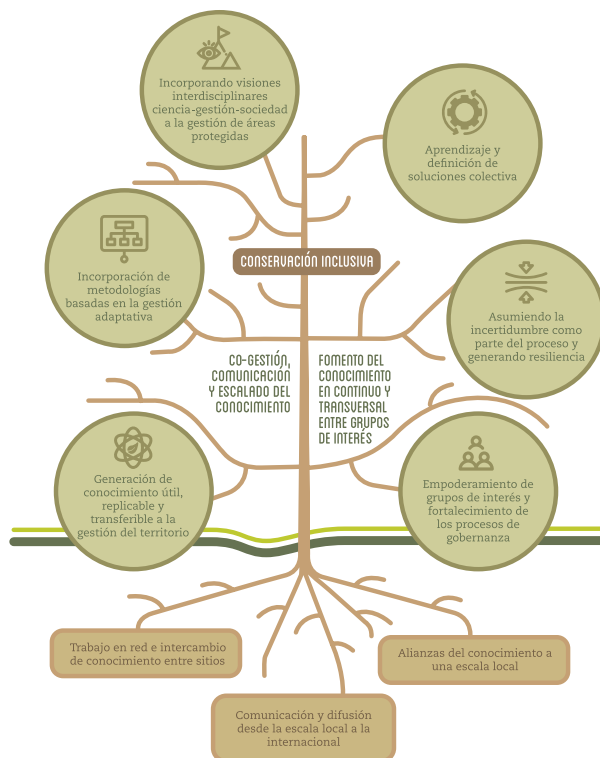 Incorporando visiones
interdisciplinares
ciencia-gestión-sociedad
a la gestión de áreas
protegidas
Aprendizaje y
definición de
soluciones colectiva
CONSERVACIÓN INCLUSIVA
Incorporación de
metodologías
basadas en la gestión
adaptativa
Asumiendo la
incertidumbre como
parte del proceso y
generando resiliencia
CO-GESTIÓN,
COMUNICACIÓN
Y ESCALADO DEL
CONOCIMIENTO
FOMENTO DEL
CONOCIMIENTO
EN CONTINUO Y
TRANSVERSAL
ENTRE GRUPOS
DE INTERÉS
Generación de
conocimiento útil,
replicable y
transferible a la
gestión del territorio
Empoderamiento de
grupos de interés y
fortalecimiento de
los procesos de
gobernanza
Trabajo en red e intercambio
de conocimiento entre sitios
Alianzas del conocimiento a
una escala local
Comunicación y difusión
desde la escala local a la
internacional